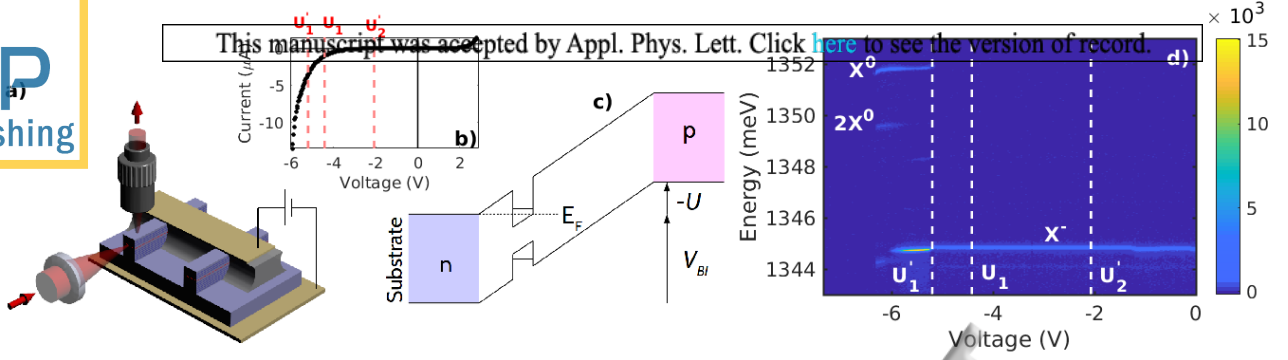 This manuscript was accepted by Appl. Phys. Lett. Click here to see the version of record.
P
shing
a)
U'1 U1 U'2
Current (μA)
0
-5
-10
-6 -4 -2 0 2
Voltage (V)
b)
c)
Substrate
n
p
EF
-U
VBI
d)
× 10³
15
10
5
0
Energy (meV)
1352
1350
1348
1346
1344
X⁰
2X⁰
X⁻
U'1 U1 U'2
-6 -4 -2 0
Voltage (V)